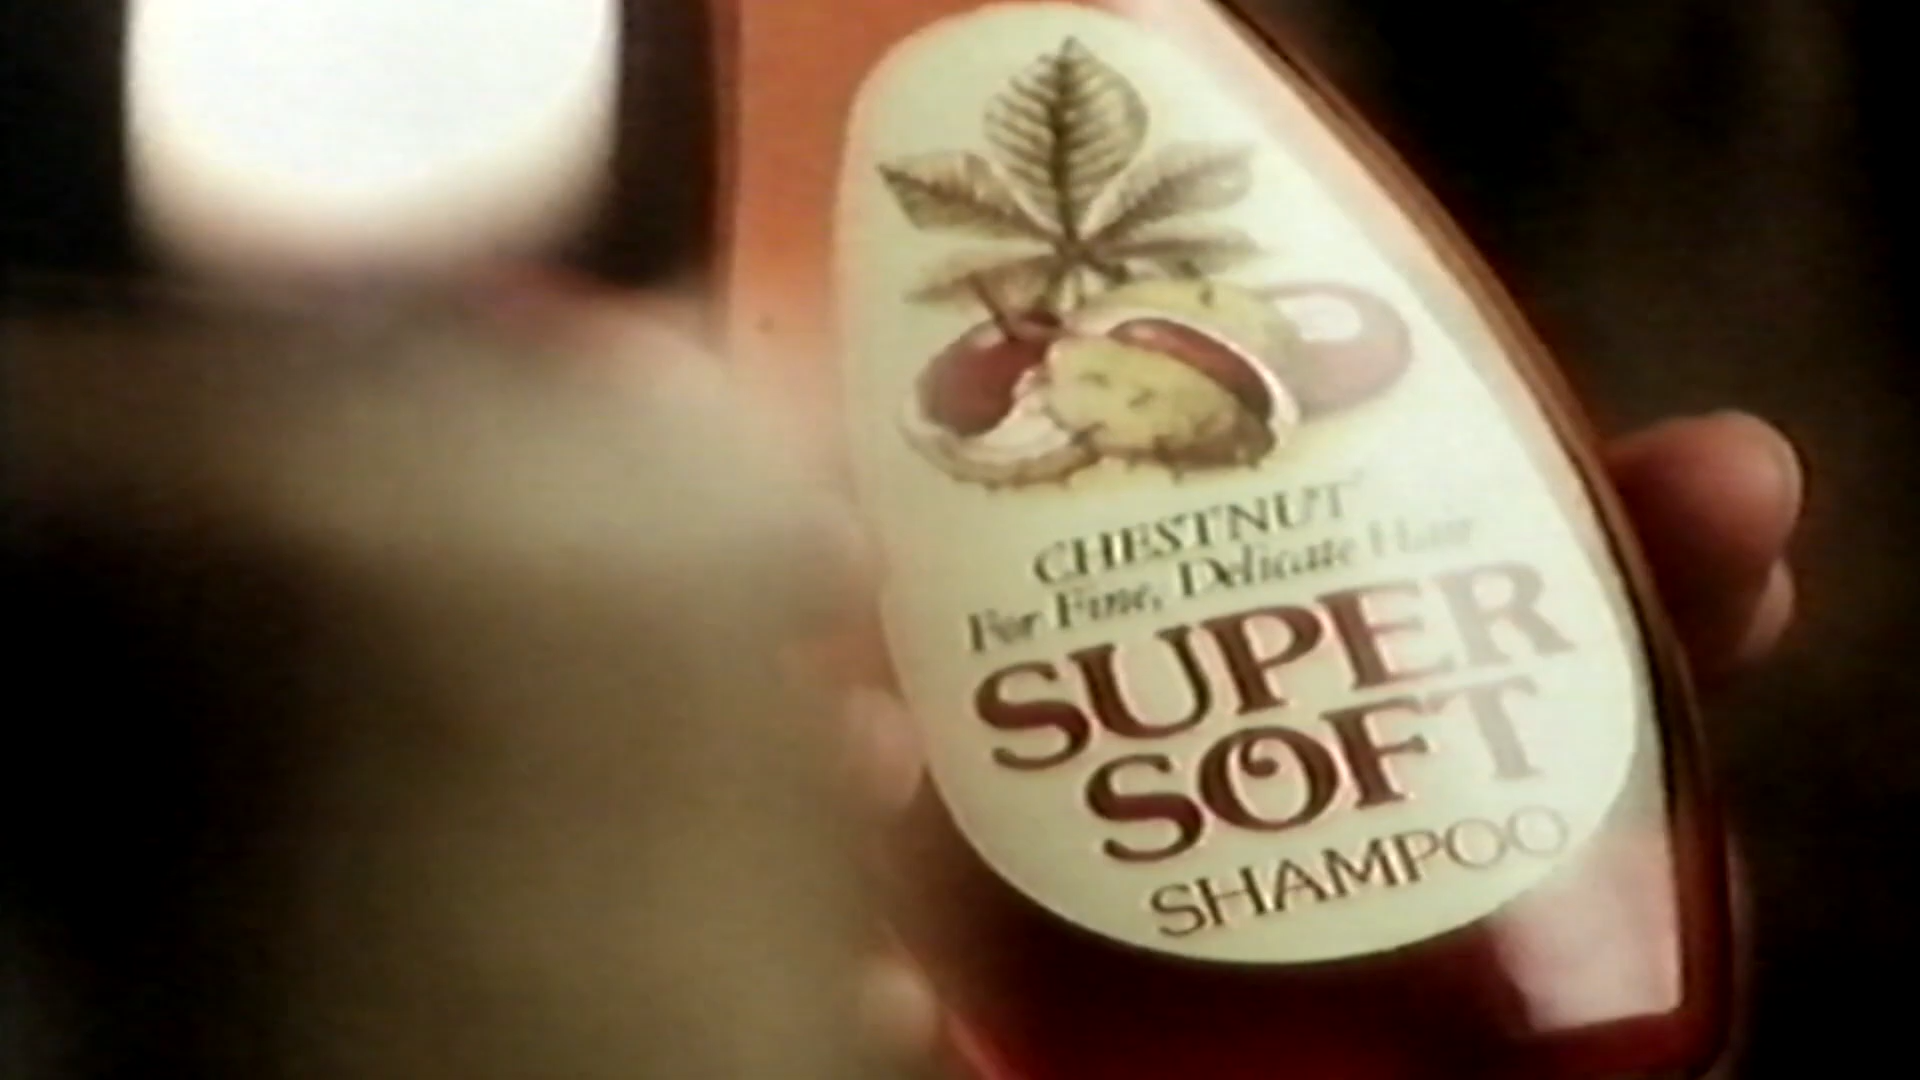 CHESTNUT
For Fine, Delicate Hair
SUPER
SOFT
SHAMPOO